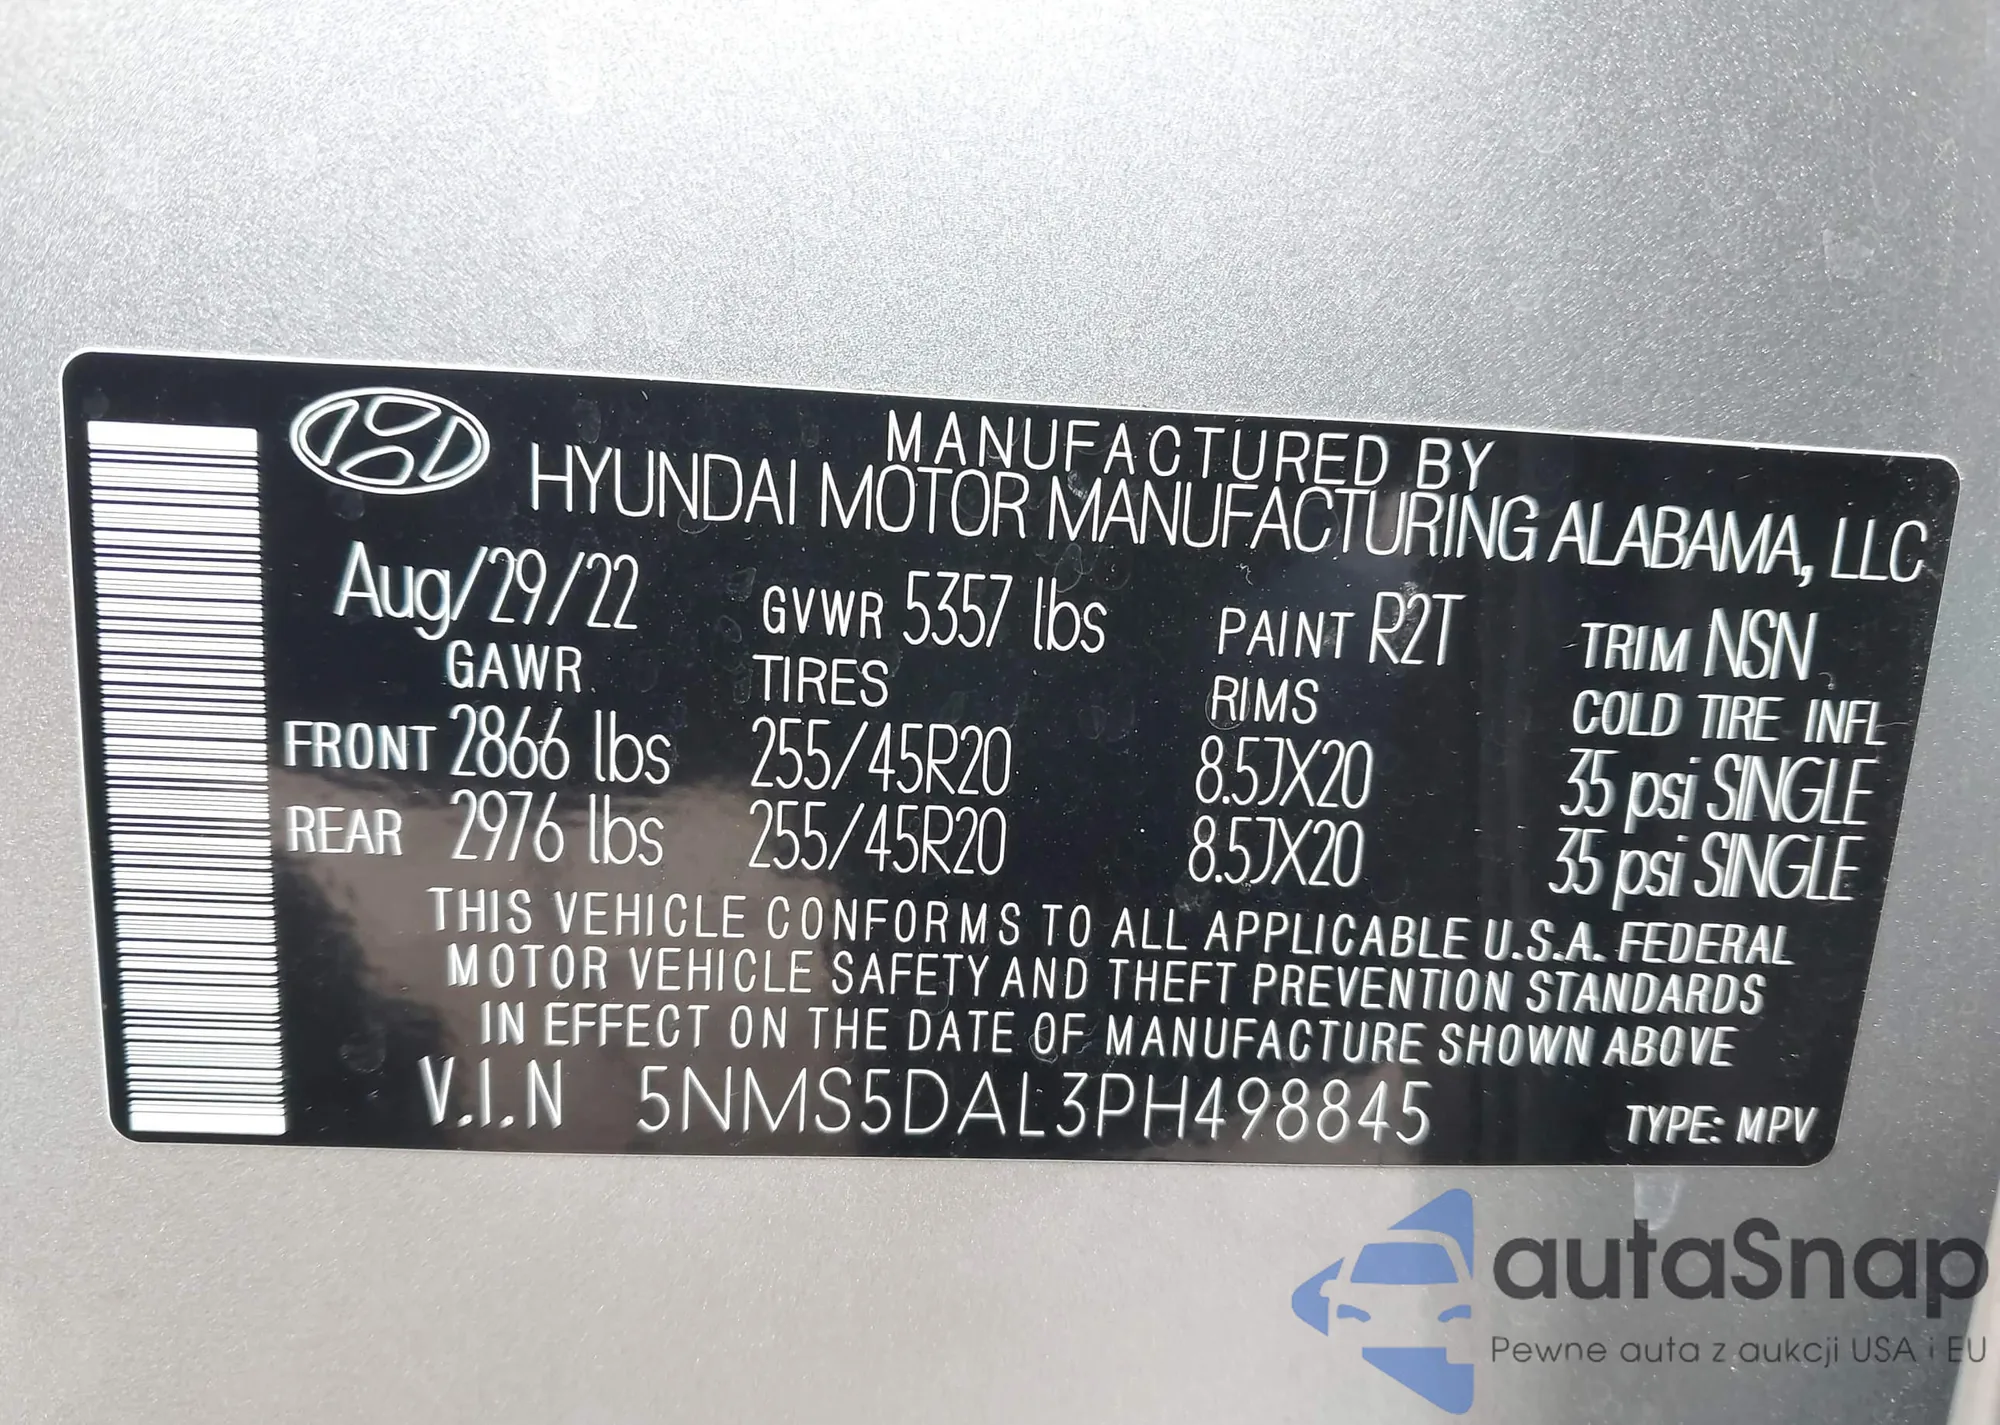 MANUFACTURED BY
HYUNDAI MOTOR MANUFACTURING ALABAMA, LLC
Aug/29/22 GVWR 5357 lbs PAINT R2T TRIM NSN
GAWR TIRES RIMS COLD TIRE INFL
FRONT 2866 lbs 255/45R20 8.5JX20 35 psi SINGLE
REAR 2976 lbs 255/45R20 8.5JX20 35 psi SINGLE
THIS VEHICLE CONFORMS TO ALL APPLICABLE U.S.A. FEDERAL
MOTOR VEHICLE SAFETY AND THEFT PREVENTION STANDARDS
IN EFFECT ON THE DATE OF MANUFACTURE SHOWN ABOVE
V.I.N 5NMS5DAL3PH498845 TYPE: MPV
autaSnap
Pewne auta z aukcji USA i EU